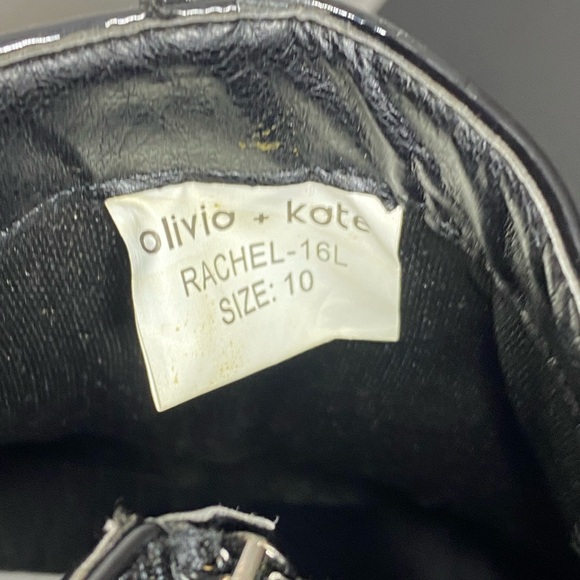 olivia + kate
RACHEL-16L
SIZE: 10